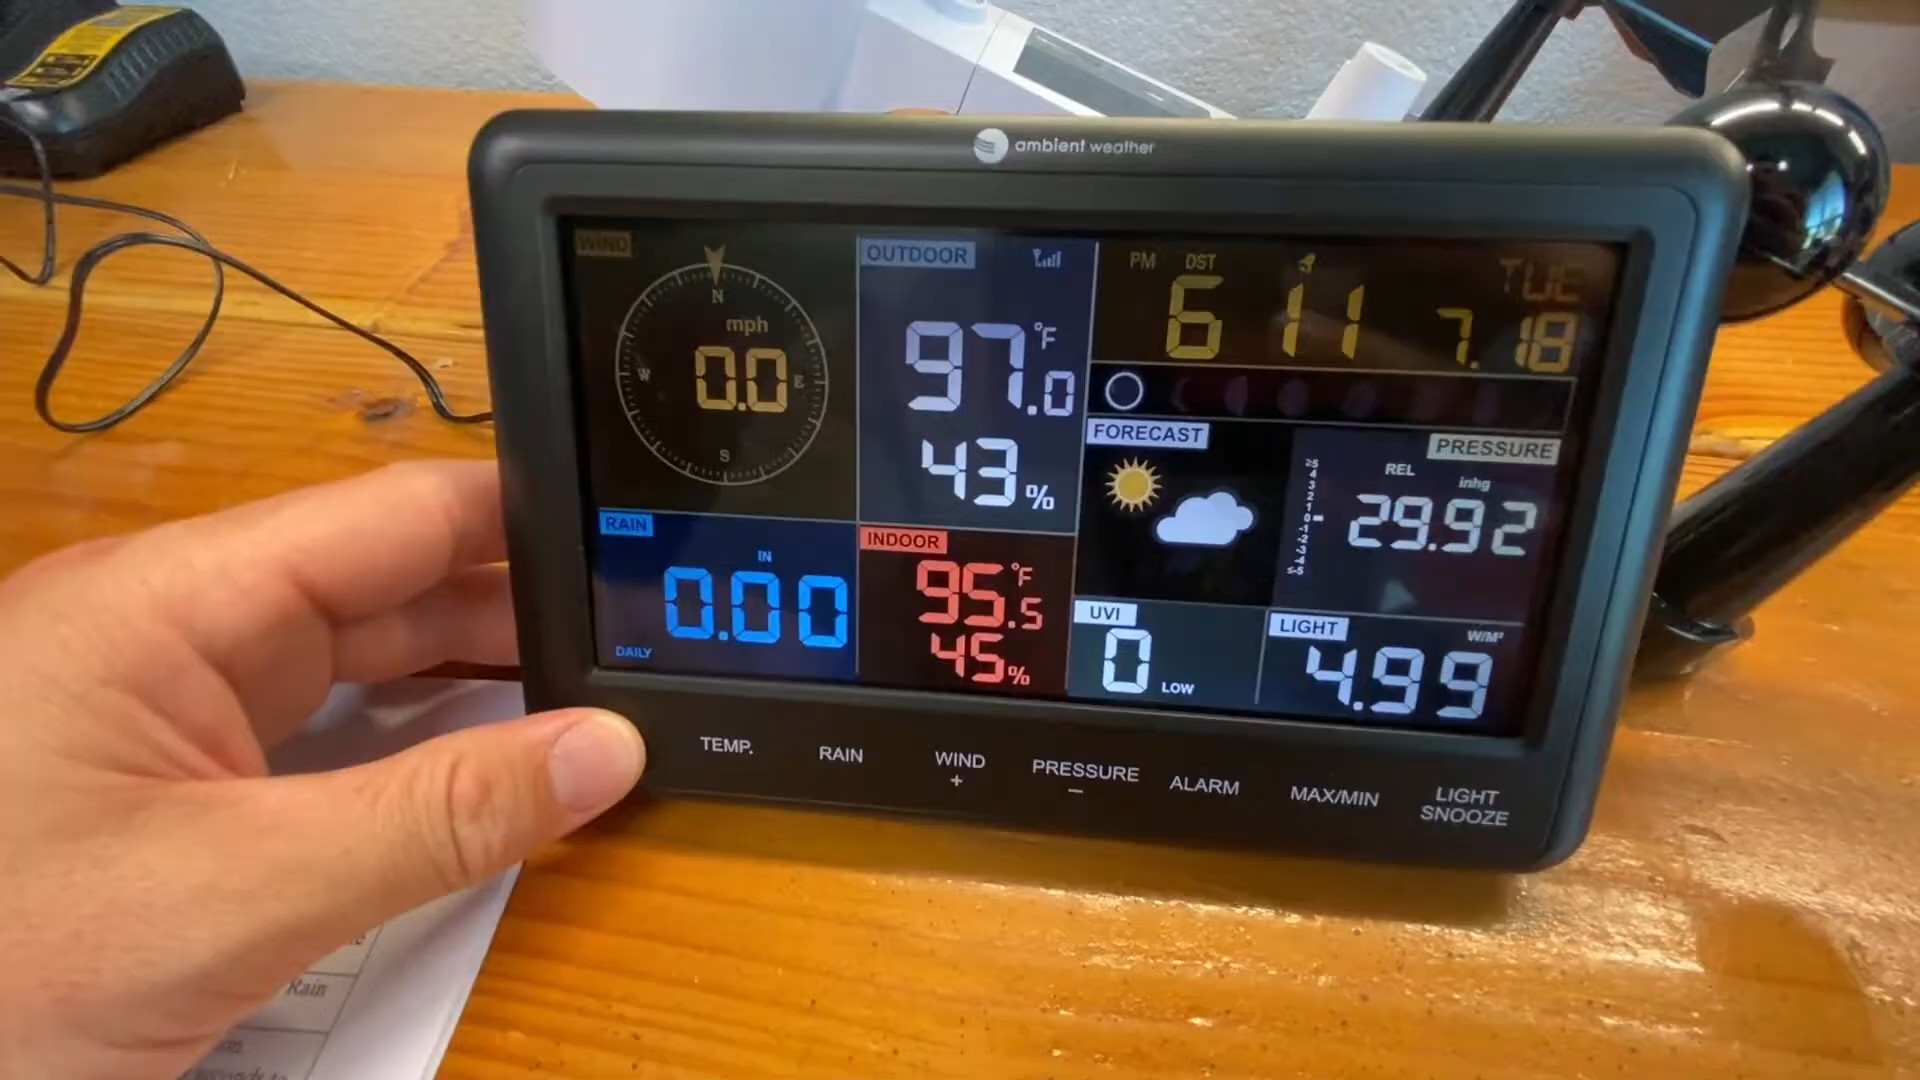 ambient weather
WIND
N
mph
W 0.0 E
S
OUTDOOR
97.0 °F
43 %
PM DST TUE
6 11 7.18
FORECAST
PRESSURE
REL inhg
29.92
RAIN
IN
0.00
DAILY
INDOOR
95.5 °F
45 %
UVI
0 LOW
LIGHT
W/M²
4.99
TEMP.
RAIN
WIND
+
PRESSURE
−
ALARM
MAX/MIN
LIGHT
SNOOZE
Rain